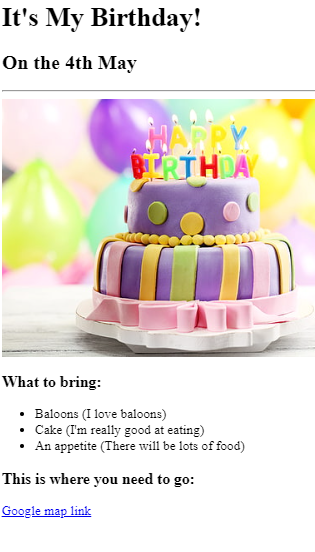 It's My Birthday!
On the 4th May
HAPPY
BIRTHDAY
What to bring:
Baloons (I love baloons)
Cake (I'm really good at eating)
An appetite (There will be lots of food)
This is where you need to go:
Google map link